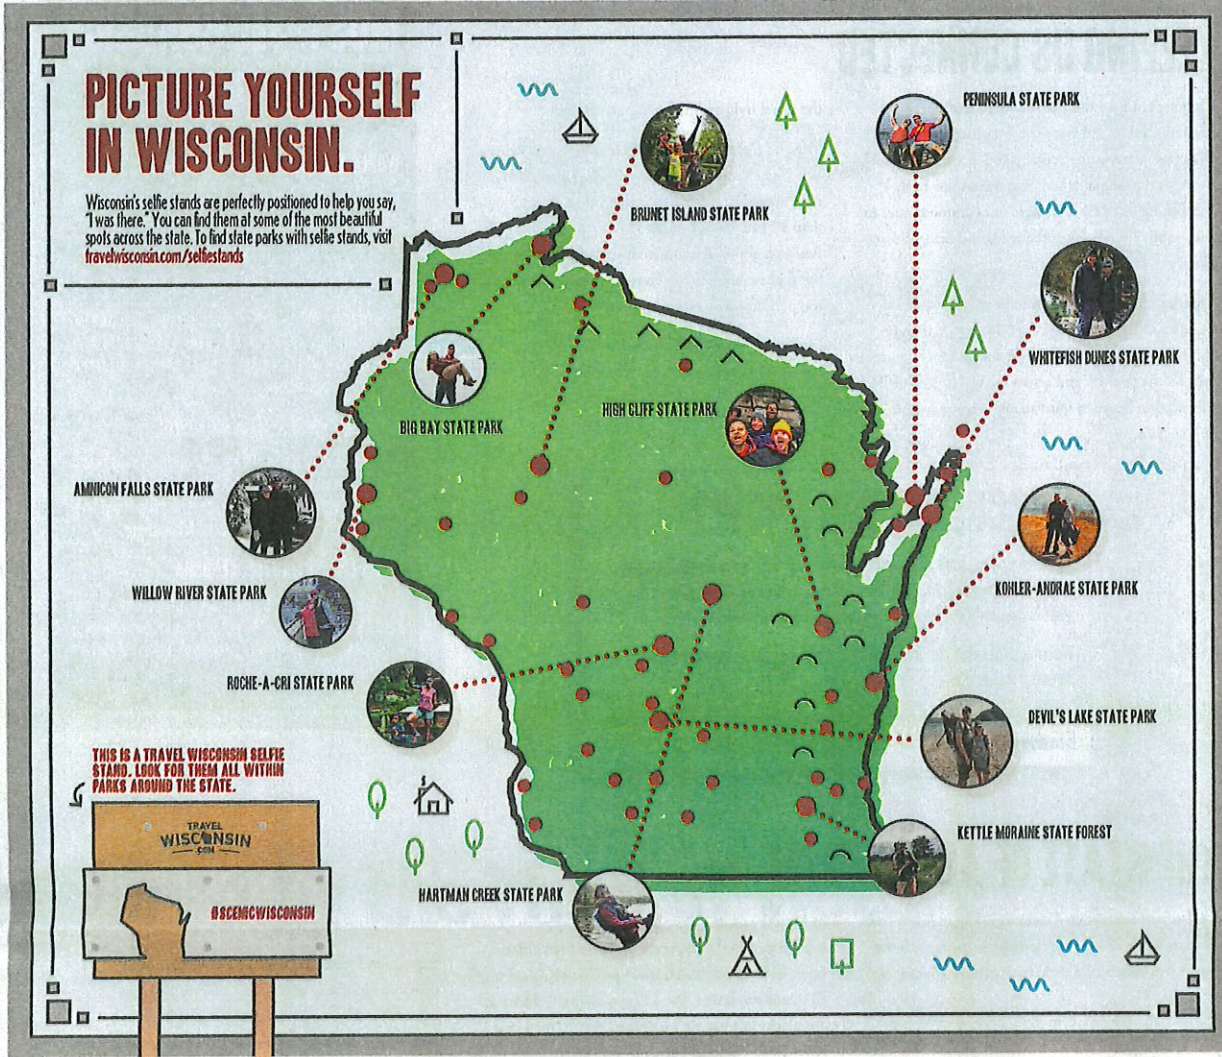 PICTURE YOURSELF
IN WISCONSIN.
Wisconsin's selfie stands are perfectly positioned to help you say,
"I was there." You can find them at some of the most beautiful
spots across the state. To find state parks with selfie stands, visit
travelwisconsin.com/selfiestands
PENINSULA STATE PARK
BRUNET ISLAND STATE PARK
WHITEFISH DUNES STATE PARK
HIGH CLIFF STATE PARK
BIG BAY STATE PARK
AMNICON FALLS STATE PARK
KOHLER-ANDRAE STATE PARK
WILLOW RIVER STATE PARK
ROCHE-A-CRI STATE PARK
DEVIL'S LAKE STATE PARK
THIS IS A TRAVEL WISCONSIN SELFIE
STAND. LOOK FOR THEM ALL WITHIN
PARKS AROUND THE STATE.
TRAVEL
WISCONSIN
.COM
KETTLE MORAINE STATE FOREST
HARTMAN CREEK STATE PARK
#SCENICWISCONSIN